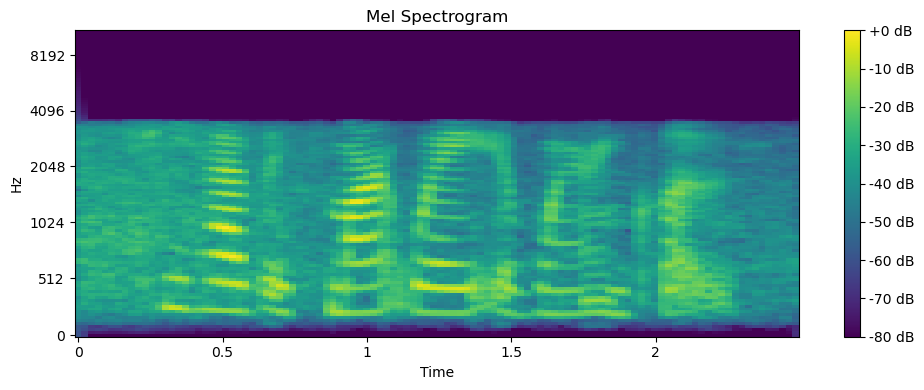 Mel Spectrogram
Hz
8192
4096
2048
1024
512
0
0
0.5
1
1.5
2
Time
+0 dB
-10 dB
-20 dB
-30 dB
-40 dB
-50 dB
-60 dB
-70 dB
-80 dB